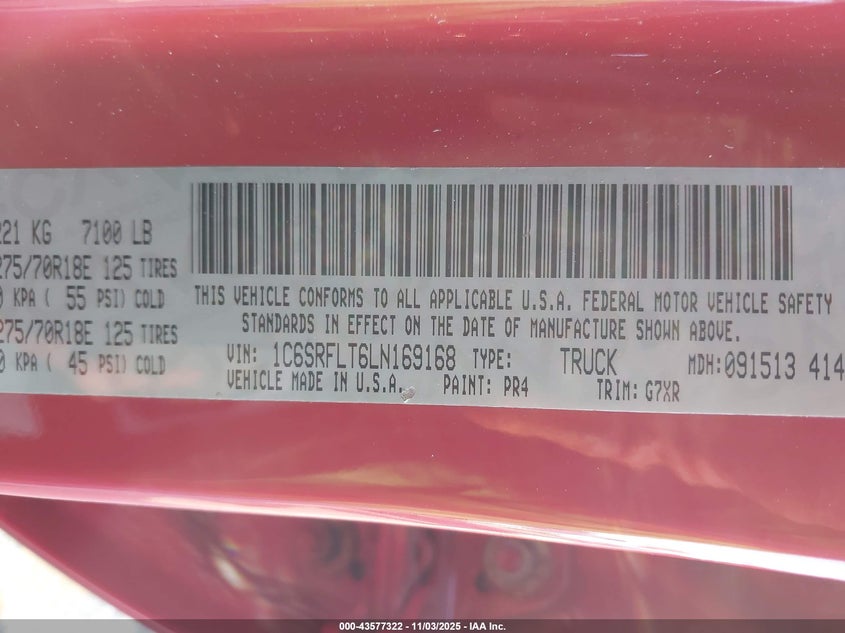 221 KG 7100 LB
275/70R18E 125 TIRES
0 KPA ( 55 PSI) COLD
275/70R18E 125 TIRES
0 KPA ( 45 PSI) COLD
THIS VEHICLE CONFORMS TO ALL APPLICABLE U.S.A. FEDERAL MOTOR VEHICLE SAFETY
STANDARDS IN EFFECT ON THE DATE OF MANUFACTURE SHOWN ABOVE.
VIN: 1C6SRFLT6LN169168 TYPE: TRUCK MDH: 091513 414
VEHICLE MADE IN U.S.A. PAINT: PR4 TRIM: G7XR
000-43577322 - 11/03/2025 - IAA Inc.